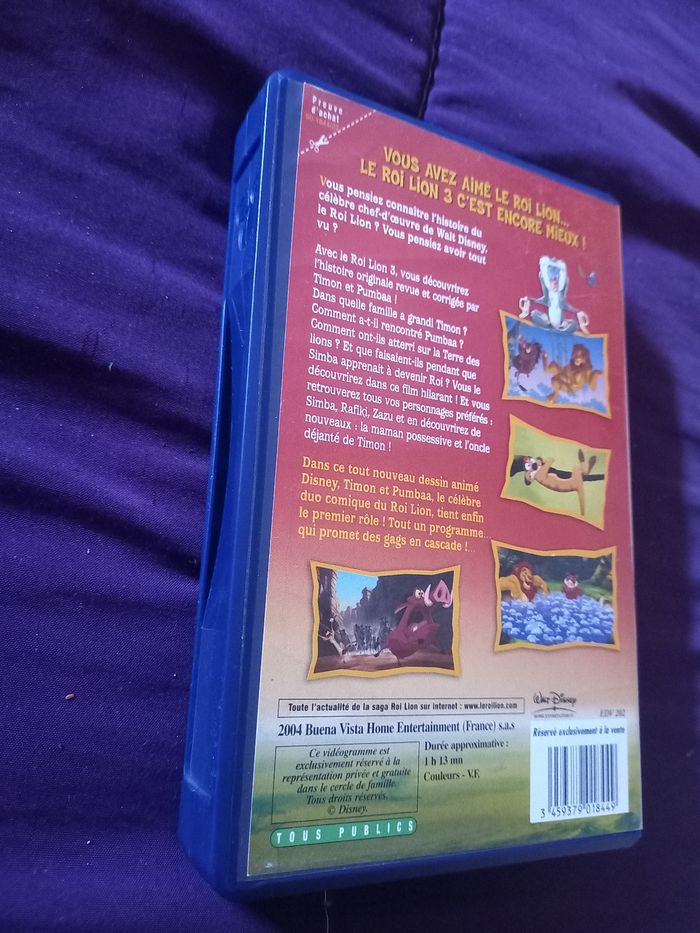 Preuve
d'achat
VOUS AVEZ AIMÉ LE ROI LION...
LE ROI LION 3 C'EST ENCORE MIEUX !
Vous pensiez connaître l'histoire du
célèbre chef-d'œuvre de Walt Disney,
le Roi Lion ? Vous pensiez avoir tout
vu ?
Avec le Roi Lion 3, vous découvrirez
l'histoire originale revue et corrigée par
Timon et Pumbaa !
Dans quelle famille a grandi Timon ?
Comment a-t-il rencontré Pumbaa ?
Comment ont-ils atterri sur la Terre des
lions ? Et que faisaient-ils pendant que
Simba apprenait à devenir Roi ? Vous le
découvrirez dans ce film hilarant ! Et vous
retrouverez tous vos personnages préférés :
Simba, Rafiki, Zazu et en découvrirez de
nouveaux : la maman possessive et l'oncle
déjanté de Timon !
Dans ce tout nouveau dessin animé
Disney, Timon et Pumbaa, le célèbre
duo comique du Roi Lion, tient enfin
le premier rôle ! Tout un programme...
qui promet des gags en cascade !...
Toute l'actualité de la saga Roi Lion sur internet : www.leroilion.com
2004 Buena Vista Home Entertainment (France) s.a.s
Ce vidéogramme est
exclusivement réservé à la
représentation privée et gratuite
dans le cercle de famille.
Tous droits réservés.
© Disney.
Durée approximative :
1 h 13 mn
Couleurs - V.F.
TOUS PUBLICS
Walt Disney
HOME ENTERTAINMENT
EDV 202
Réservé exclusivement à la vente
3 459379 018449